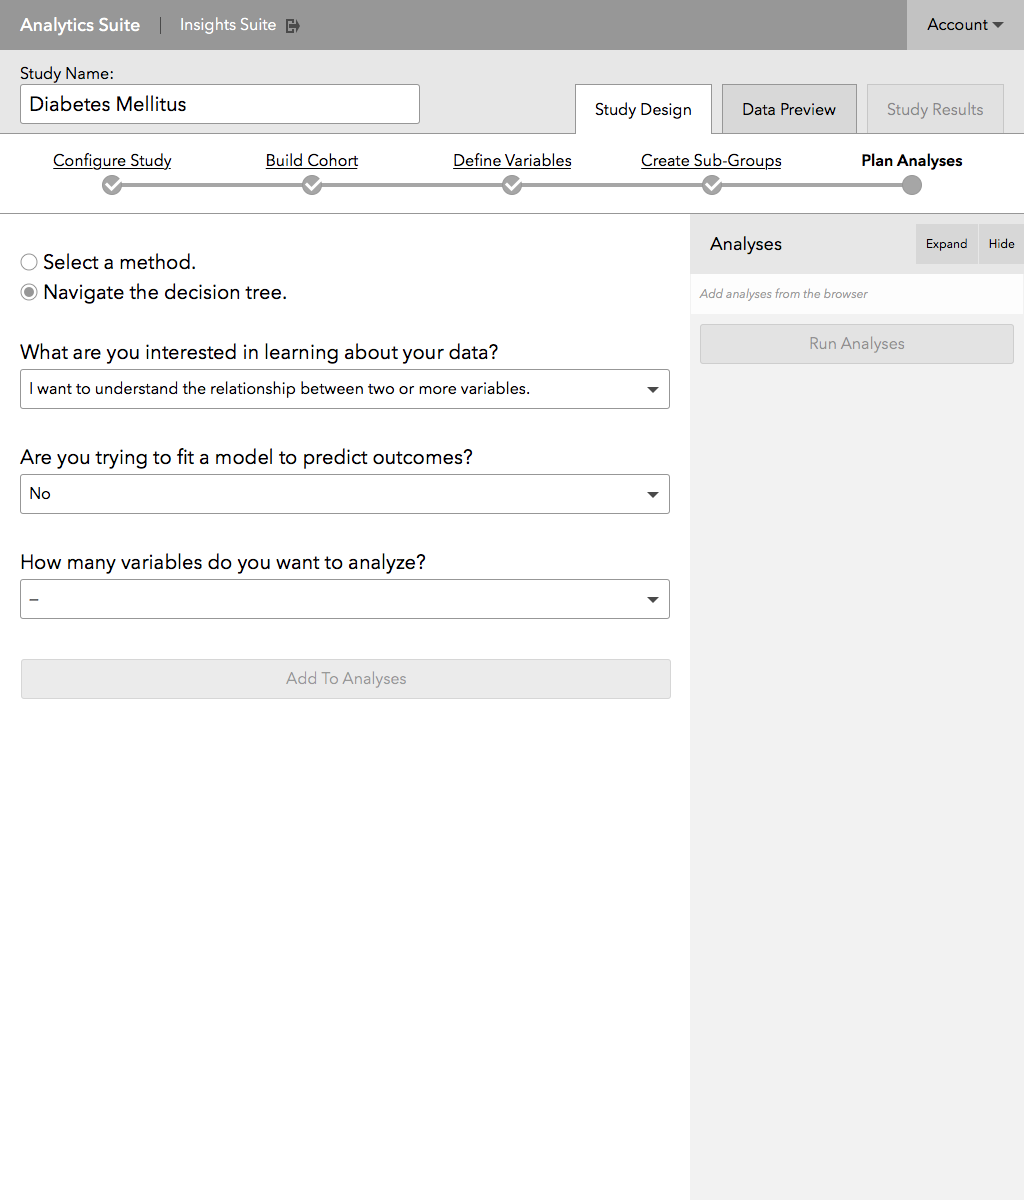 Analytics Suite | Insights Suite Account
Study Name:
Diabetes Mellitus
Study Design Data Preview Study Results
Configure Study Build Cohort Define Variables Create Sub-Groups Plan Analyses
Analyses Expand Hide
Add analyses from the browser
Run Analyses
Select a method.
Navigate the decision tree.
What are you interested in learning about your data?
I want to understand the relationship between two or more variables.
Are you trying to fit a model to predict outcomes?
No
How many variables do you want to analyze?
–
Add To Analyses